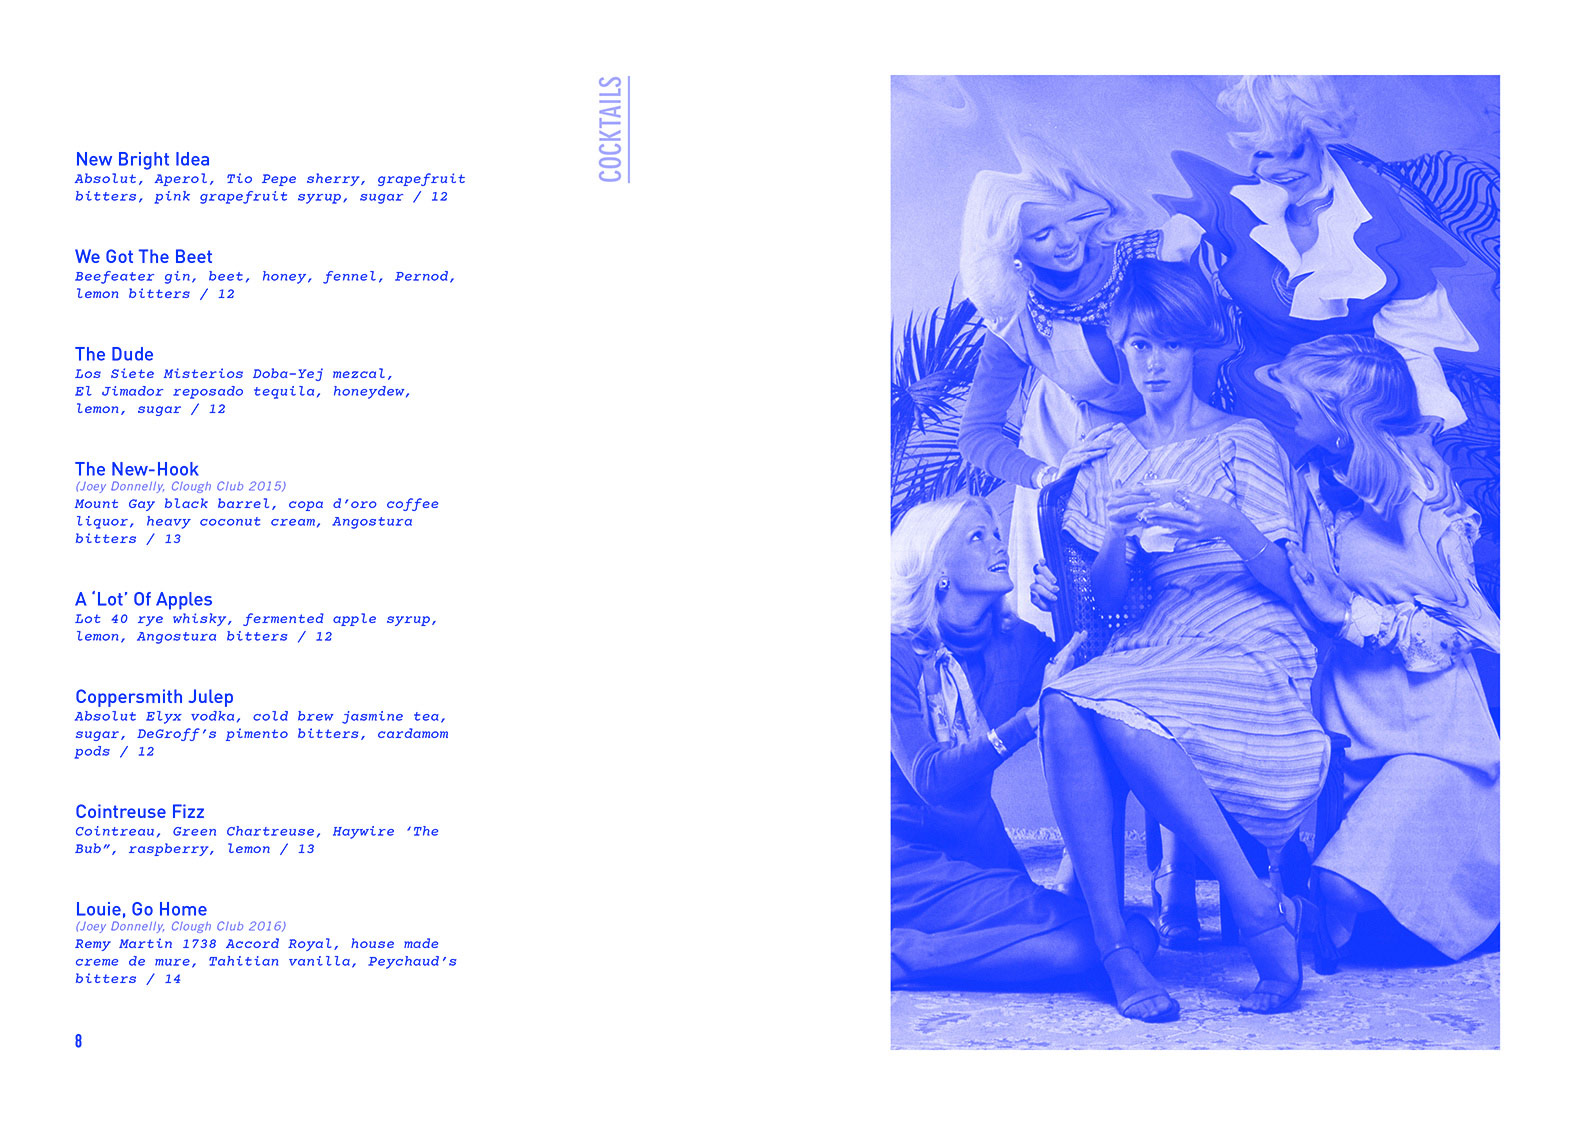 COCKTAILS
New Bright Idea
Absolut, Aperol, Tio Pepe sherry, grapefruit
bitters, pink grapefruit syrup, sugar / 12
We Got The Beet
Beefeater gin, beet, honey, fennel, Pernod,
lemon bitters / 12
The Dude
Los Siete Misterios Doba-Yej mezcal,
El Jimador reposado tequila, honeydew,
lemon, sugar / 12
The New-Hook
(Joey Donnelly, Clough Club 2015)
Mount Gay black barrel, copa d’oro coffee
liquor, heavy coconut cream, Angostura
bitters / 13
A ‘Lot’ Of Apples
Lot 40 rye whisky, fermented apple syrup,
lemon, Angostura bitters / 12
Coppersmith Julep
Absolut Elyx vodka, cold brew jasmine tea,
sugar, DeGroff’s pimento bitters, cardamom
pods / 12
Cointreuse Fizz
Cointreau, Green Chartreuse, Haywire ‘The
Bub”, raspberry, lemon / 13
Louie, Go Home
(Joey Donnelly, Clough Club 2016)
Remy Martin 1738 Accord Royal, house made
creme de mure, Tahitian vanilla, Peychaud’s
bitters / 14
8